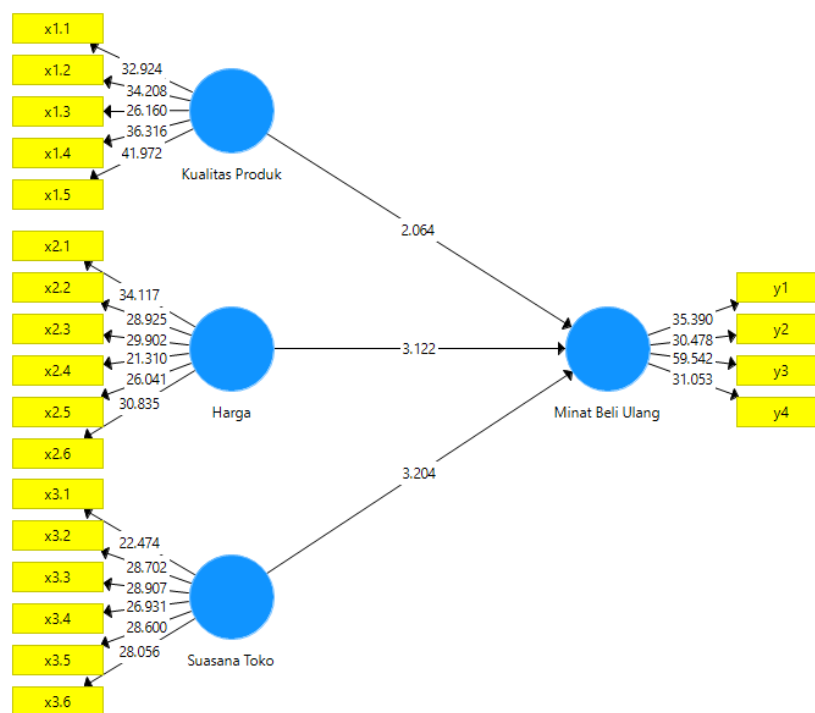 x1.1
x1.2
x1.3
x1.4
x1.5
32.924
34.208
26.160
36.316
41.972
Kualitas Produk
2.064
x2.1
x2.2
x2.3
x2.4
x2.5
x2.6
34.117
28.925
29.902
21.310
26.041
30.835
Harga
3.122
x3.1
x3.2
x3.3
x3.4
x3.5
x3.6
22.474
28.702
28.907
26.931
28.600
28.056
Suasana Toko
3.204
Minat Beli Ulang
35.390
30.478
59.542
31.053
y1
y2
y3
y4